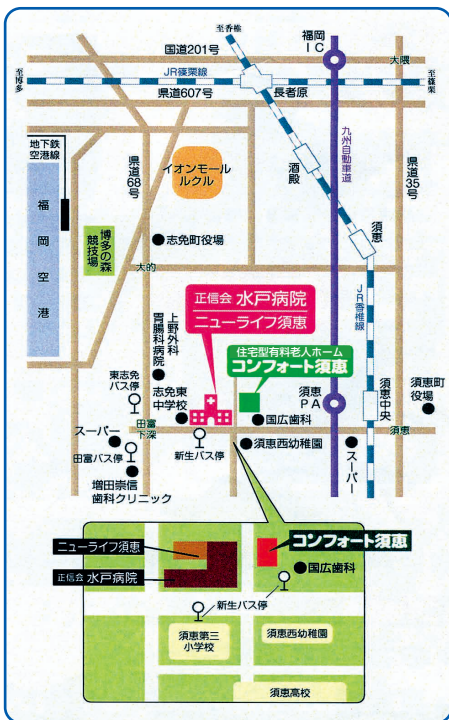 至香椎
福岡
IC
国道201号
大隈
JR篠栗線
至博多
至篠栗
県道607号
長者原
地下鉄
空港線
県道68号
イオンモール
ルクル
酒殿
九州自動車道
県道35号
福岡空港
博多の森
競技場
志免町役場
須恵
大的
正信会 水戸病院
ニューライフ須恵
JR香椎線
上野外科
胃腸科病院
住宅型有料老人ホーム
コンフォート須恵
東志免
バス停
志免東
中学校
須恵
PA
須恵中央
須恵町
役場
国広歯科
田富
下深
須恵
スーパー
新生バス停
須恵西幼稚園
スーパー
田富バス停
増田崇信
歯科クリニック
ニューライフ須恵
コンフォート須恵
正信会 水戸病院
国広歯科
新生バス停
須恵第三
小学校
須恵西幼稚園
須恵高校